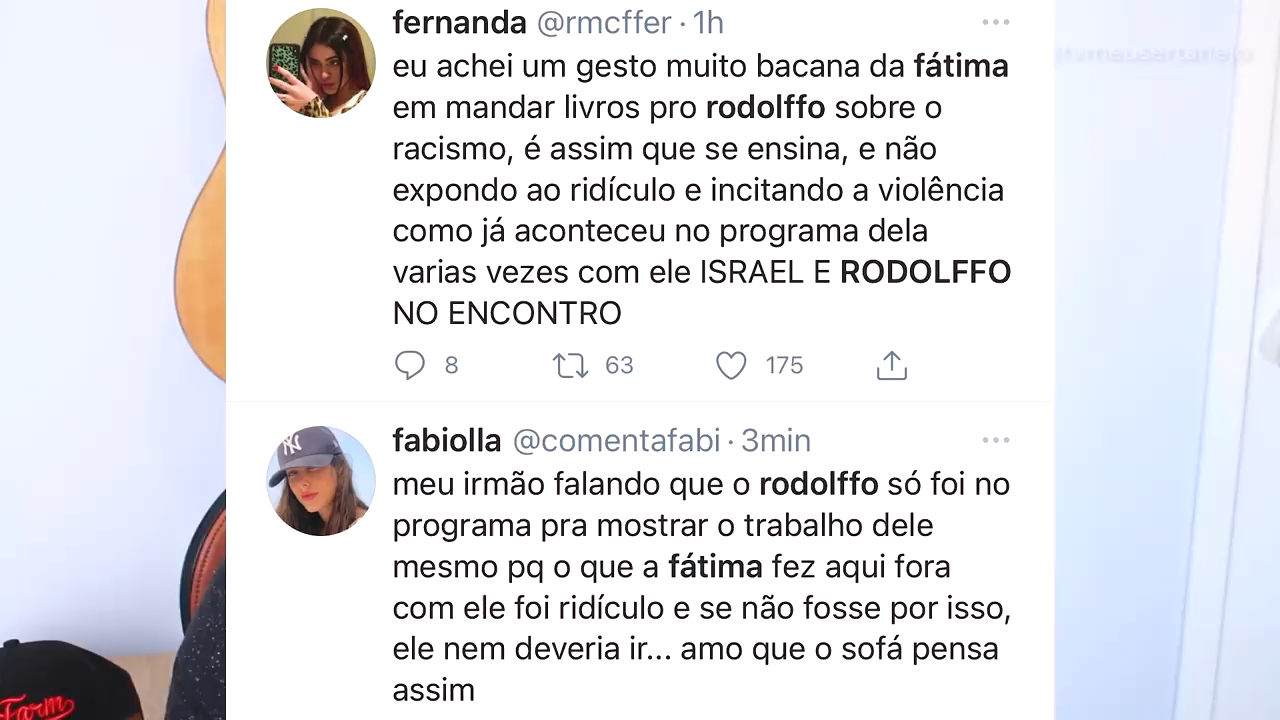 fernanda @rmcffer · 1h
eu achei um gesto muito bacana da fátima
em mandar livros pro rodolffo sobre o
racismo, é assim que se ensina, e não
expondo ao ridículo e incitando a violência
como já aconteceu no programa dela
varias vezes com ele ISRAEL E RODOLFFO
NO ENCONTRO
8 63 175
fabiolla @comentafabi · 3min
meu irmão falando que o rodolffo só foi no
programa pra mostrar o trabalho dele
mesmo pq o que a fátima fez aqui fora
com ele foi ridículo e se não fosse por isso,
ele nem deveria ir... amo que o sofá pensa
assim
NY
Farm